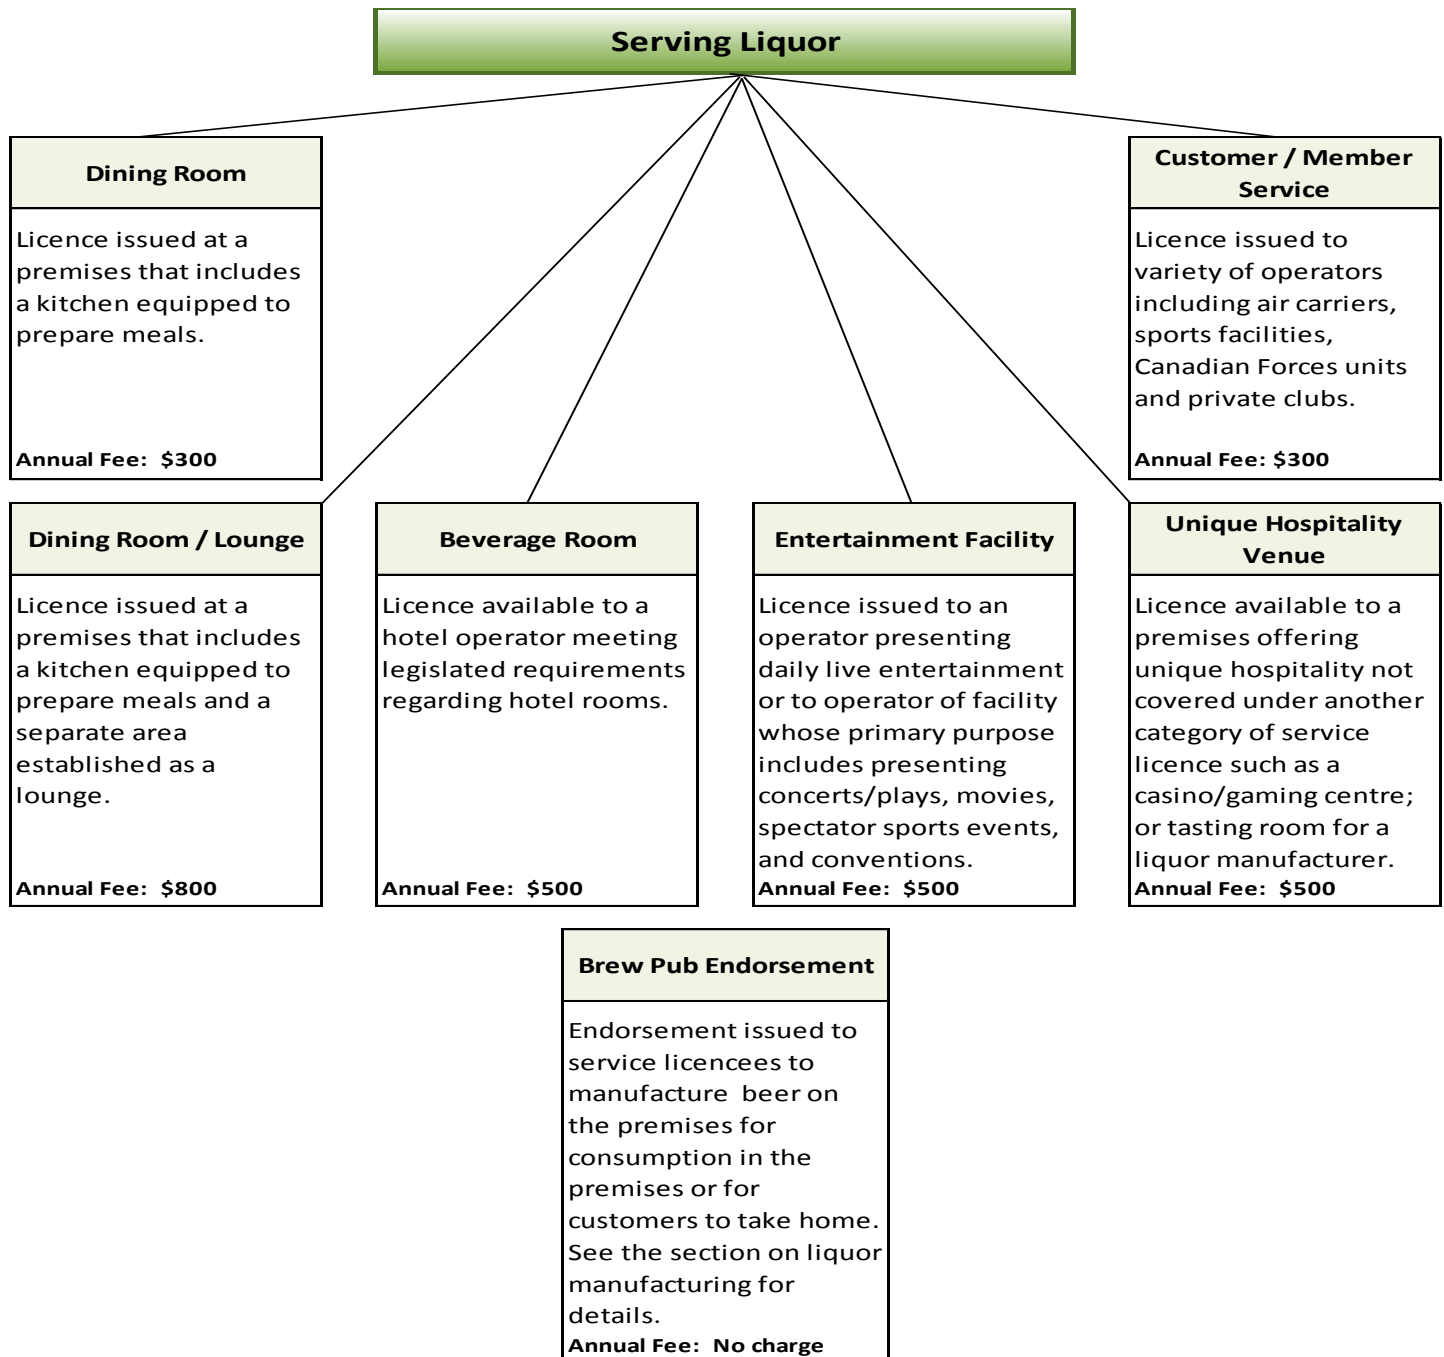 Serving Liquor
Dining Room
Licence issued at a
premises that includes
a kitchen equipped to
prepare meals.
Annual Fee:  $300
Customer / Member
Service
Licence issued to
variety of operators
including air carriers,
sports facilities,
Canadian Forces units
and private clubs.
Annual Fee: $300
Dining Room / Lounge
Licence issued at a
premises that includes
a kitchen equipped to
prepare meals and a
separate area
established as a
lounge.
Annual Fee:  $800
Beverage Room
Licence available to a
hotel operator meeting
legislated requirements
regarding hotel rooms.
Annual Fee:  $500
Entertainment Facility
Licence issued to an
operator presenting
daily live entertainment
or to operator of facility
whose primary purpose
includes presenting
concerts/plays, movies,
spectator sports events,
and conventions.
Annual Fee:  $500
Unique Hospitality
Venue
Licence available to a
premises offering
unique hospitality not
covered under another
category of service
licence such as a
casino/gaming centre;
or tasting room for a
liquor manufacturer.
Annual Fee:  $500
Brew Pub Endorsement
Endorsement issued to
service licencees to
manufacture  beer on
the premises for
consumption in the
premises or for
customers to take home.
See the section on liquor
manufacturing for
details.
Annual Fee:  No charge